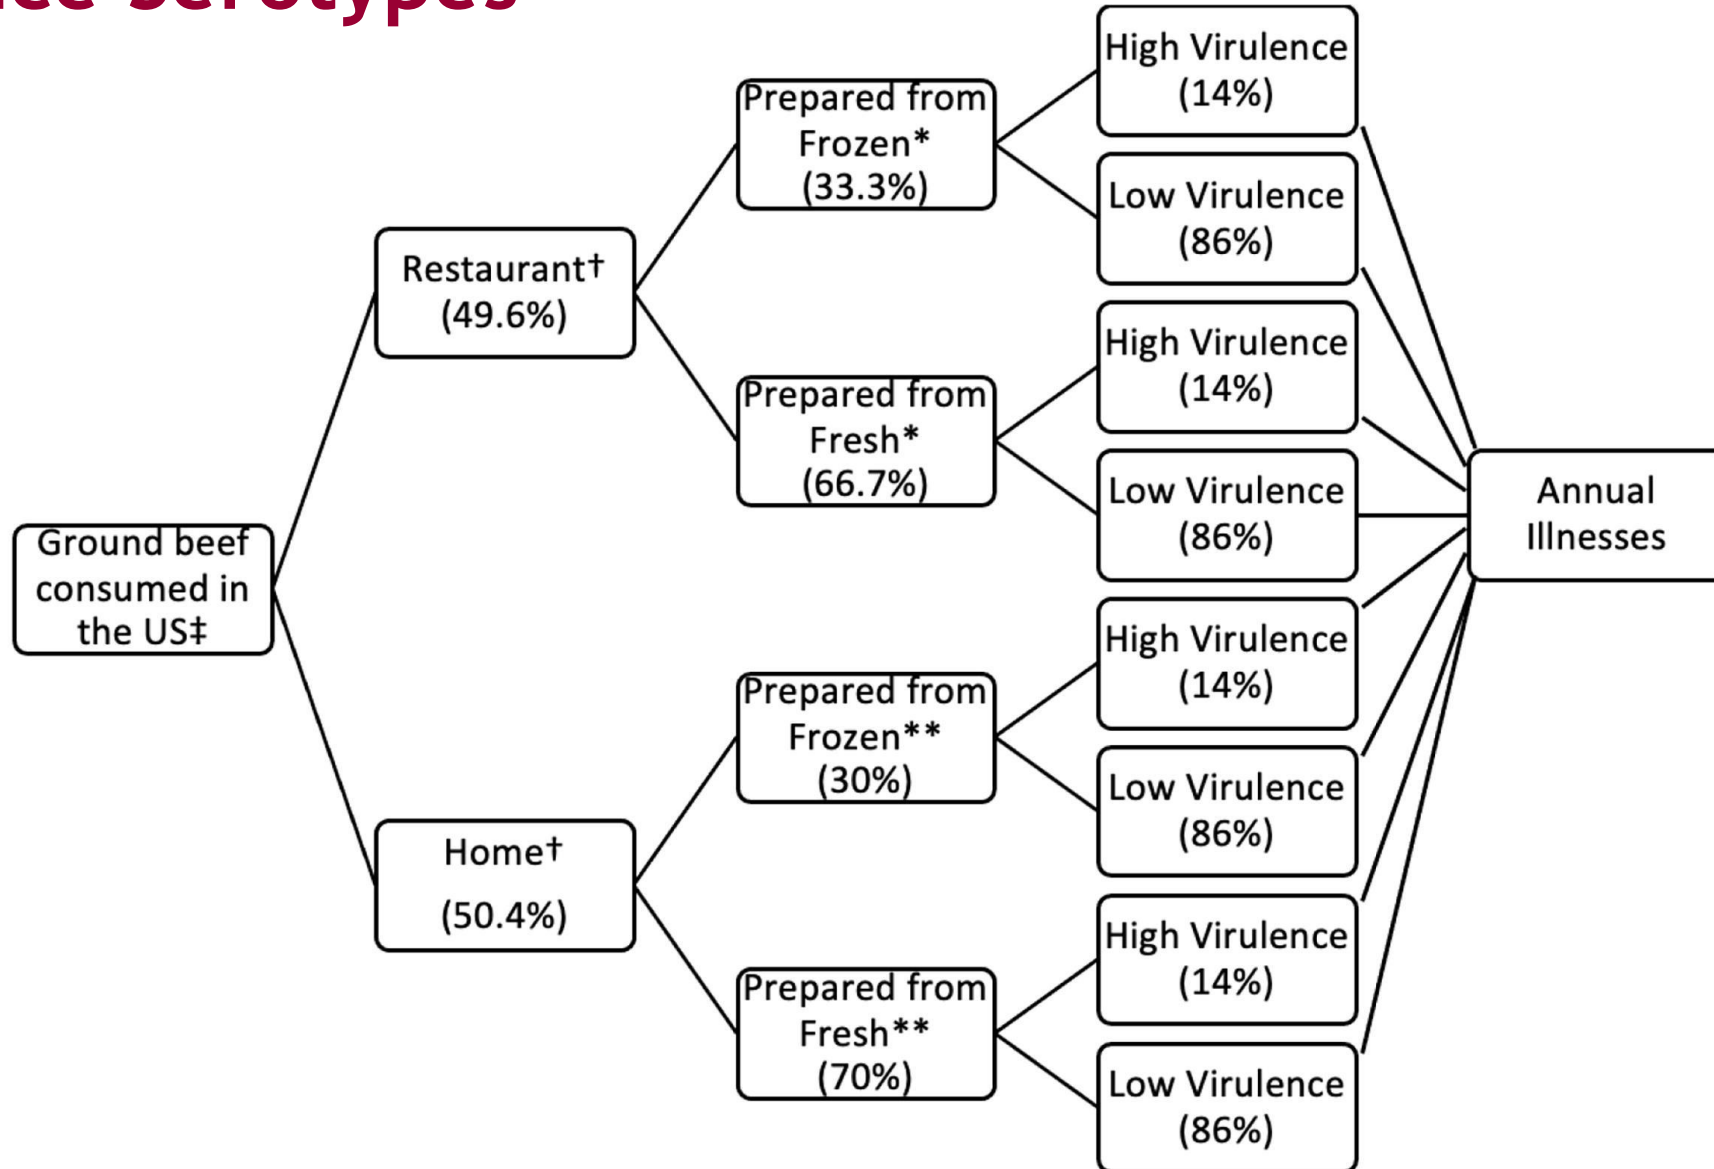 Serotypes
High Virulence
(14%)
Prepared from
Frozen*
(33.3%)
Low Virulence
(86%)
Restaurant†
(49.6%)
High Virulence
(14%)
Prepared from
Fresh*
(66.7%)
Low Virulence
(86%)
Ground beef
consumed in
the US‡
Annual
Illnesses
High Virulence
(14%)
Prepared from
Frozen**
(30%)
Low Virulence
(86%)
Home†
(50.4%)
High Virulence
(14%)
Prepared from
Fresh**
(70%)
Low Virulence
(86%)